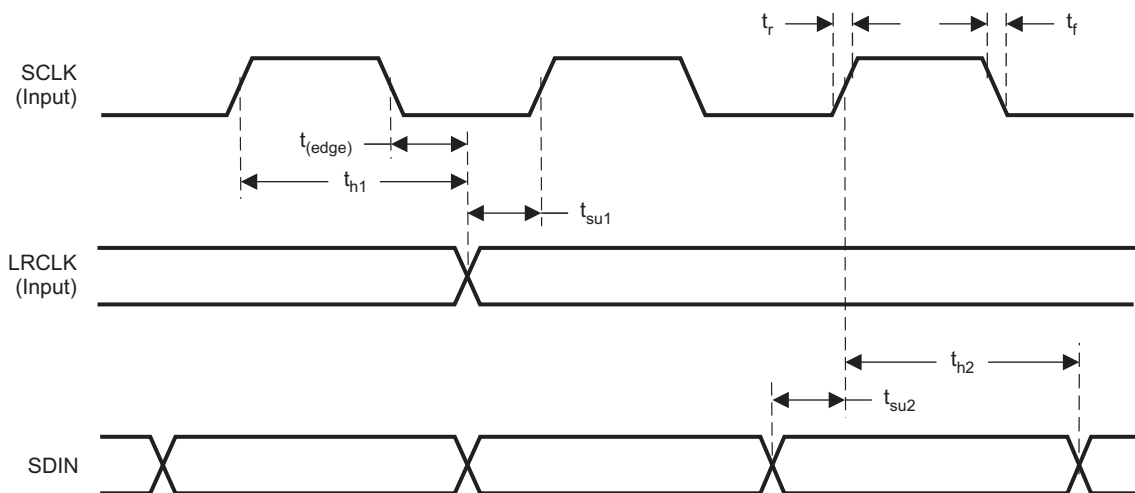 t_r
t_f
SCLK
(Input)
t_(edge)
t_h1
t_su1
LRCLK
(Input)
t_h2
t_su2
SDIN